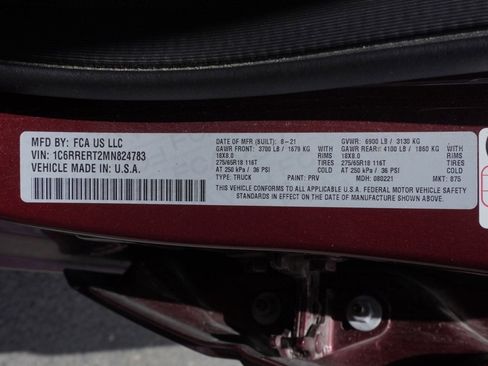 MFD BY: FCA US LLC
VIN: 1C6RRERT2MN824783
VEHICLE MADE IN: U.S.A.
DATE OF MFR (BUILT): 8-21 GVWR: 6900 LB / 3130 KG
GAWR FRONT: 3700 LB / 1679 KG WITH GAWR REAR: 4100 LB / 1860 KG WITH
18X8.0 RIMS 18X8.0 RIMS
275/65R18 116T TIRES 275/65R18 116T TIRES
AT 250 kPa / 36 PSI COLD AT 250 kPa / 36 PSI COLD
TYPE: TRUCK PAINT: PRV MDH: 080221 MKT: 875
THIS VEHICLE CONFORMS TO ALL APPLICABLE U.S.A. FEDERAL MOTOR VEHICLE SAFETY
STANDARDS IN EFFECT ON THE DATE OF MANUFACTURE SHOWN ABOVE.